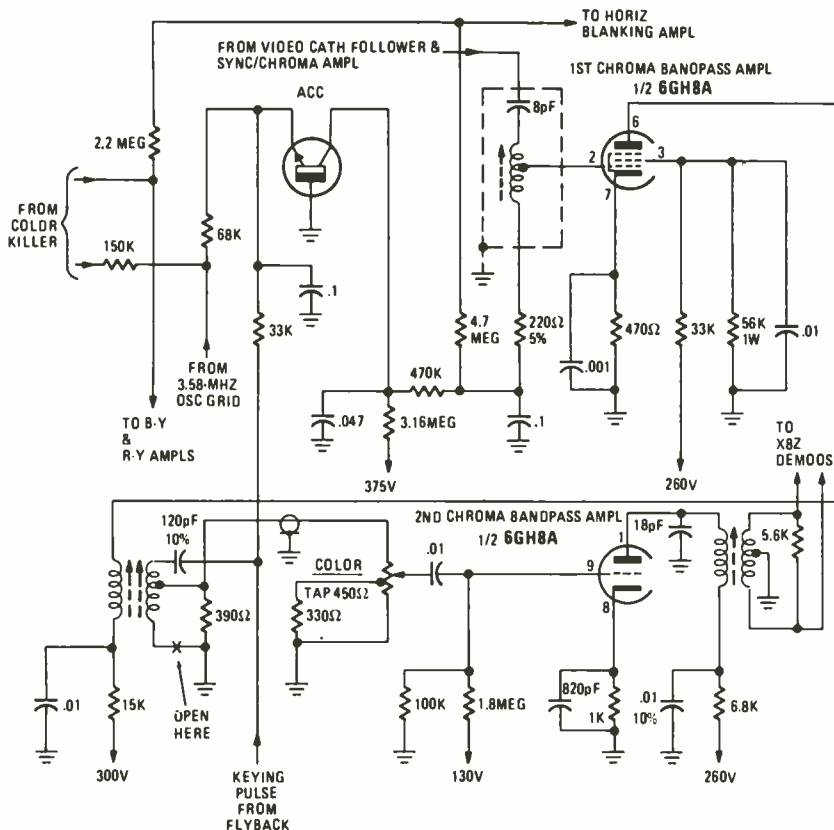 TO HORIZ
BLANKING AMPL
FROM VIDEO CATH FOLLOWER &
SYNC/CHROMA AMPL
1ST CHROMA BANDPASS AMPL
1/2 6GH8A
ACC
8pF
6
2
3
7
2.2 MEG
FROM
COLOR
KILLER
150K
68K
.1
33K
FROM
3.58-MHZ
OSC GRID
4.7
MEG
220Ω
5%
470K
.047
3.16MEG
.1
375V
.001
470Ω
33K
56K
1W
.01
260V
TO B-Y
&
R-Y AMPLS
TO
X&Z
DEMODS
120pF
10%
2ND CHROMA BANDPASS AMPL
1/2 6GH8A
1
18pF
5.6K
COLOR
TAP 450Ω
.01
9
8
390Ω
330Ω
.01
15K
OPEN
HERE
100K
1.8MEG
820pF
1K
.01
10%
6.8K
300V
130V
260V
KEYING
PULSE
FROM
FLYBACK